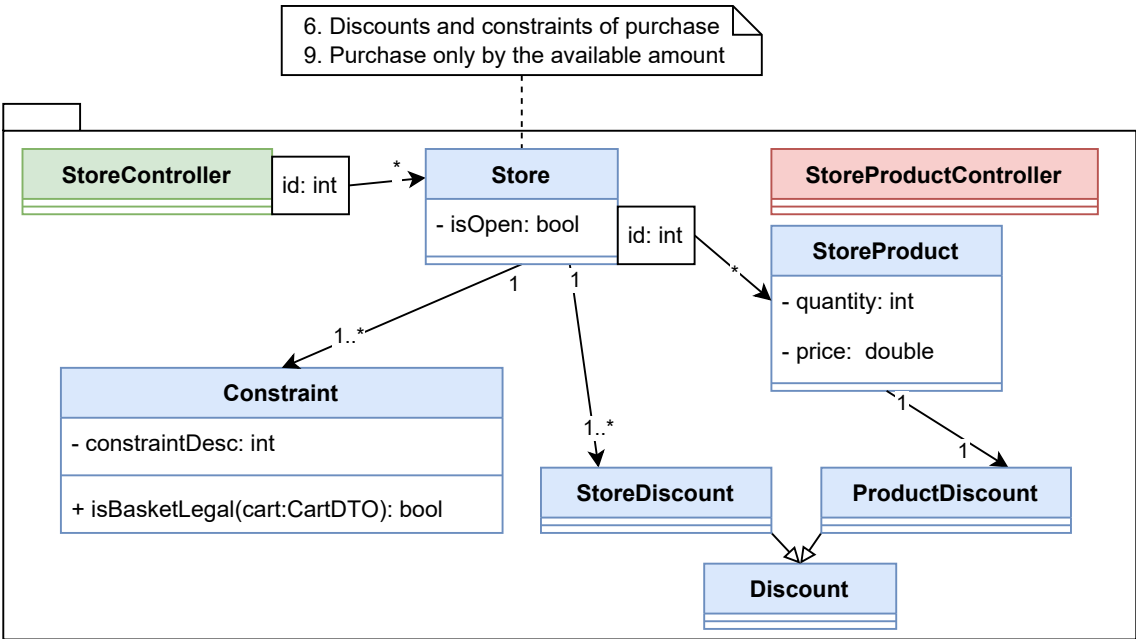 6. Discounts and constraints of purchase
9. Purchase only by the available amount
StoreController
id: int
*
Store
- isOpen: bool
id: int
*
StoreProductController
StoreProduct
- quantity: int
- price:  double
1
1
1..*
Constraint
- constraintDesc: int
+ isBasketLegal(cart:CartDTO): bool
1
1..*
1
StoreDiscount
ProductDiscount
Discount